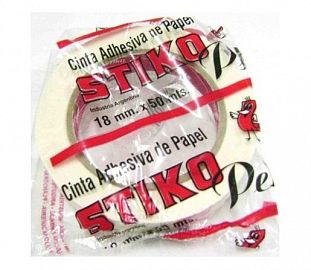 Cinta Adhesiva de Papel
STIKO
Industria Argentina
18 mm. x 50 mts.
Cinta Adhesiva de Papel
STIKO